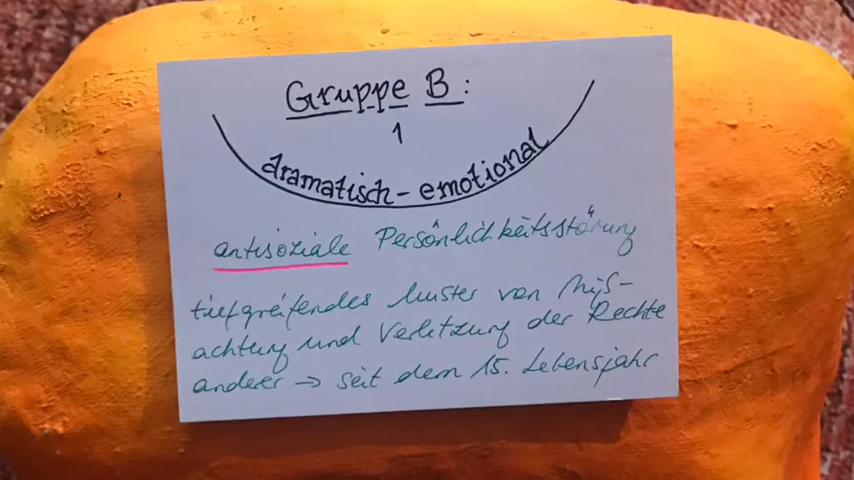 Gruppe B:
1
dramatisch-emotional
antisoziale Persönlichkeitsstörung
tiefgreifendes Muster von Miß-
achtung und Verletzung der Rechte
anderer → seit dem 15. Lebensjahr